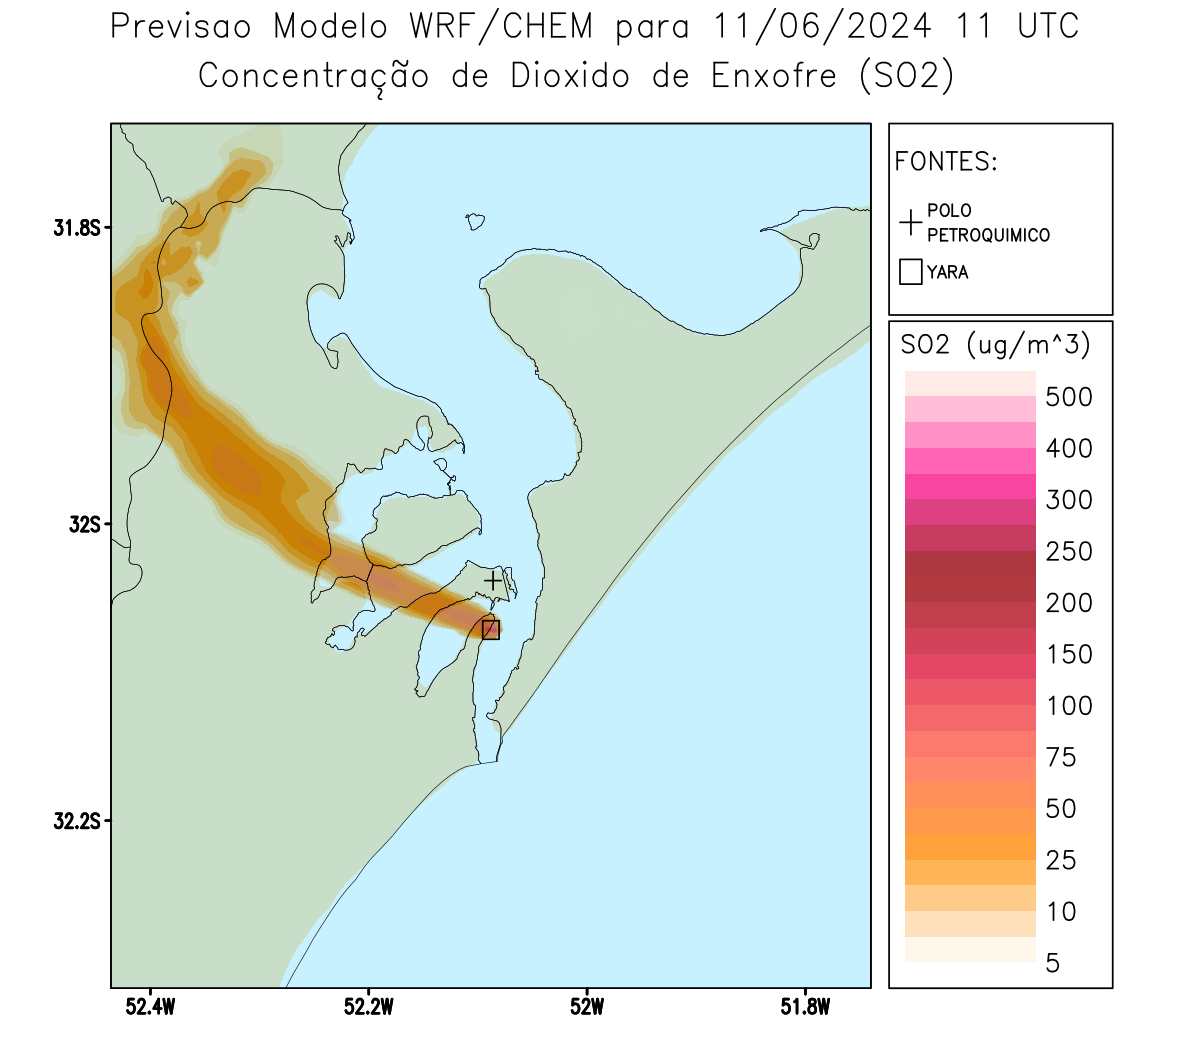 Previsao Modelo WRF/CHEM para 11/06/2024 11 UTC
Concentração de Dioxido de Enxofre (SO2)
FONTES:
POLO
PETROQUIMICO
YARA
SO2 (ug/m^3)
500
400
300
250
200
150
100
75
50
25
10
5
31.8S
32S
32.2S
52.4W
52.2W
52W
51.8W